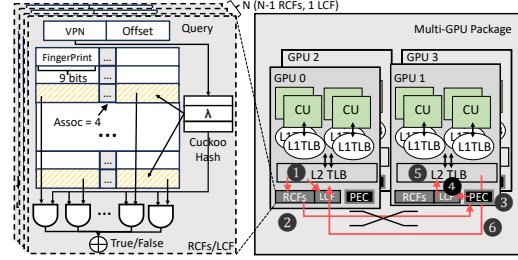 N (N-1 RCFs, 1 LCF)
VPN Offset Query
FingerPrint ...
9 bits
Assoc = 4 ...
...
λ
Cuckoo
Hash
...
...
True/False
RCFs/LCF
Multi-GPU Package
GPU 2 GPU 3
GPU 0 GPU 1
CU CU CU CU
L1TLB L1TLB L1TLB L1TLB
1 L2 TLB 5 L2 TLB
4
RCFs LCF PEC RCFs LCF PEC 3
2 6